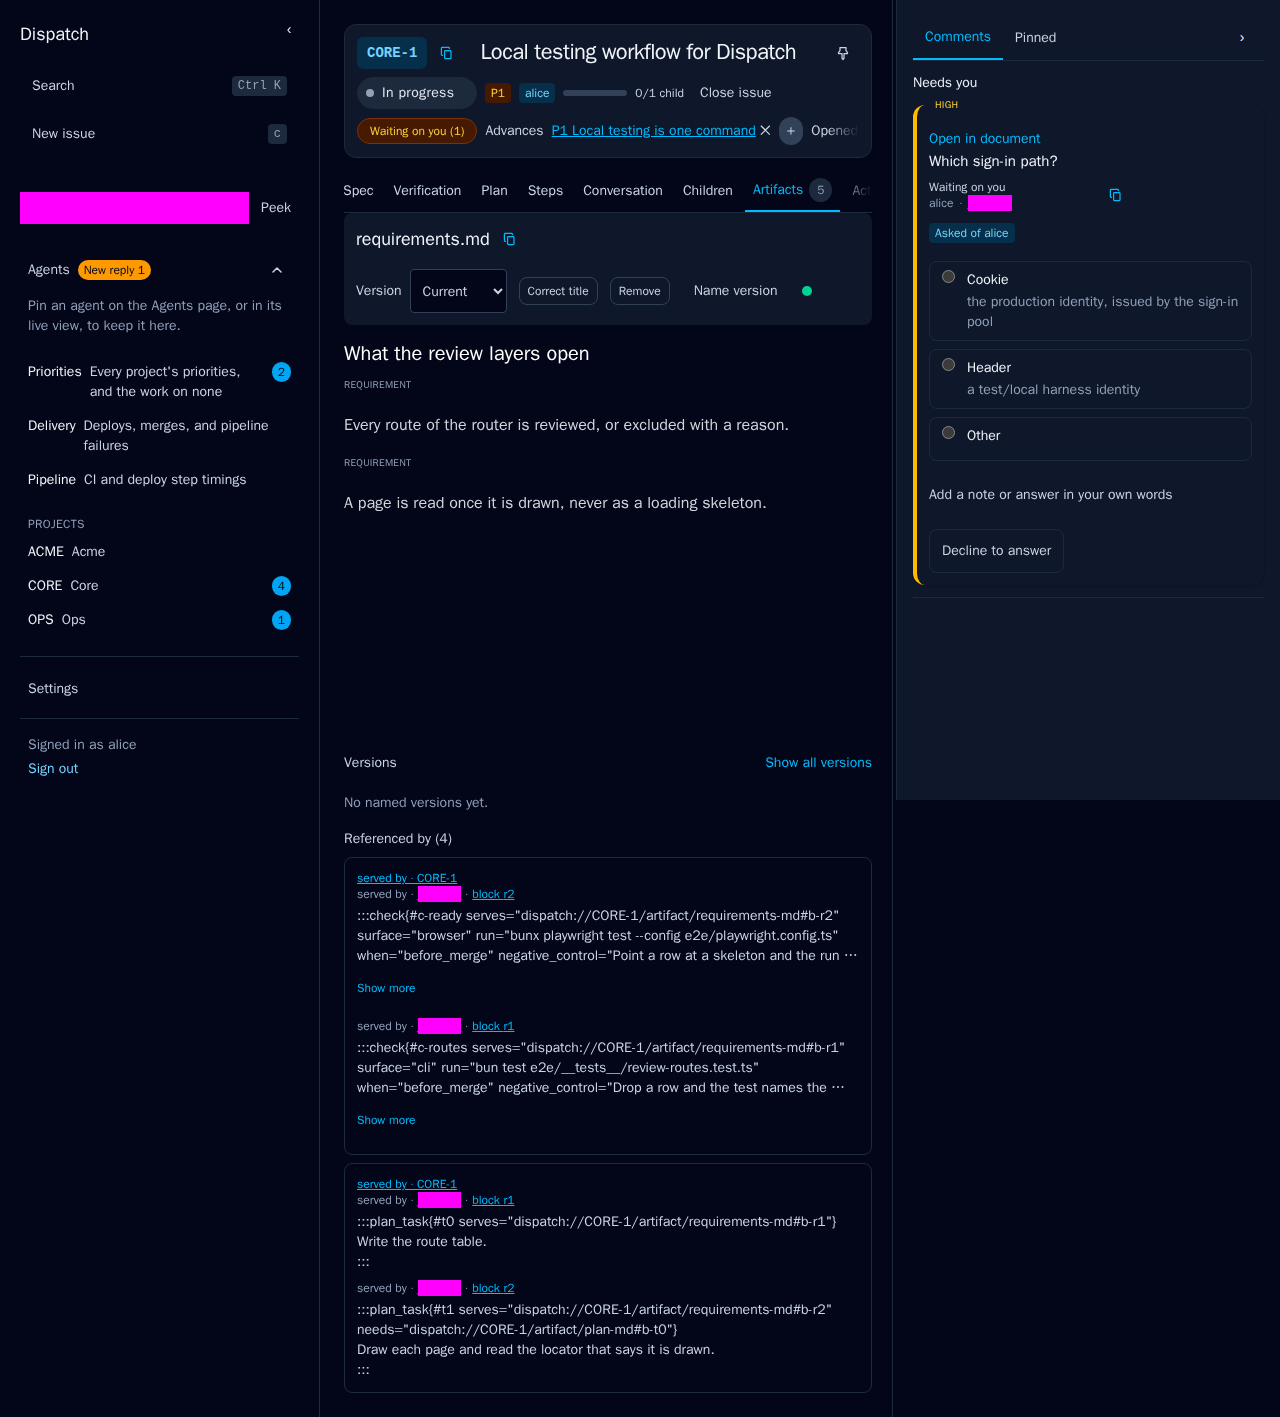 Dispatch
Search Ctrl K
New issue C
Peek
Agents New reply 1
Pin an agent on the Agents page, or in its
live view, to keep it here.
Priorities Every project's priorities,
and the work on none
2
Delivery Deploys, merges, and pipeline
failures
Pipeline CI and deploy step timings
PROJECTS
ACME Acme
CORE Core 4
OPS Ops 1
Settings
Signed in as alice
Sign out
CORE-1 Local testing workflow for Dispatch
In progress P1 alice 0/1 child Close issue
Waiting on you (1) Advances P1 Local testing is one command × + Opened
Spec Verification Plan Steps Conversation Children Artifacts 5 Act
requirements.md
Version Current Correct title Remove Name version
What the review layers open
REQUIREMENT
Every route of the router is reviewed, or excluded with a reason.
REQUIREMENT
A page is read once it is drawn, never as a loading skeleton.
Versions Show all versions
No named versions yet.
Referenced by (4)
served by · CORE-1
served by · · block r2
:::check{#c-ready serves="dispatch://CORE-1/artifact/requirements-md#b-r2"
surface="browser" run="bunx playwright test --config e2e/playwright.config.ts"
when="before_merge" negative_control="Point a row at a skeleton and the run ⋯
Show more
served by · · block r1
:::check{#c-routes serves="dispatch://CORE-1/artifact/requirements-md#b-r1"
surface="cli" run="bun test e2e/__tests__/review-routes.test.ts"
when="before_merge" negative_control="Drop a row and the test names the ⋯
Show more
served by · CORE-1
served by · · block r1
:::plan_task{#t0 serves="dispatch://CORE-1/artifact/requirements-md#b-r1"}
Write the route table.
:::
served by · · block r2
:::plan_task{#t1 serves="dispatch://CORE-1/artifact/requirements-md#b-r2"
needs="dispatch://CORE-1/artifact/plan-md#b-t0"}
Draw each page and read the locator that says it is drawn.
:::
Comments Pinned
Needs you
HIGH
Open in document
Which sign-in path?
Waiting on you
alice ·
Asked of alice
Cookie
the production identity, issued by the sign-in
pool
Header
a test/local harness identity
Other
Add a note or answer in your own words
Decline to answer